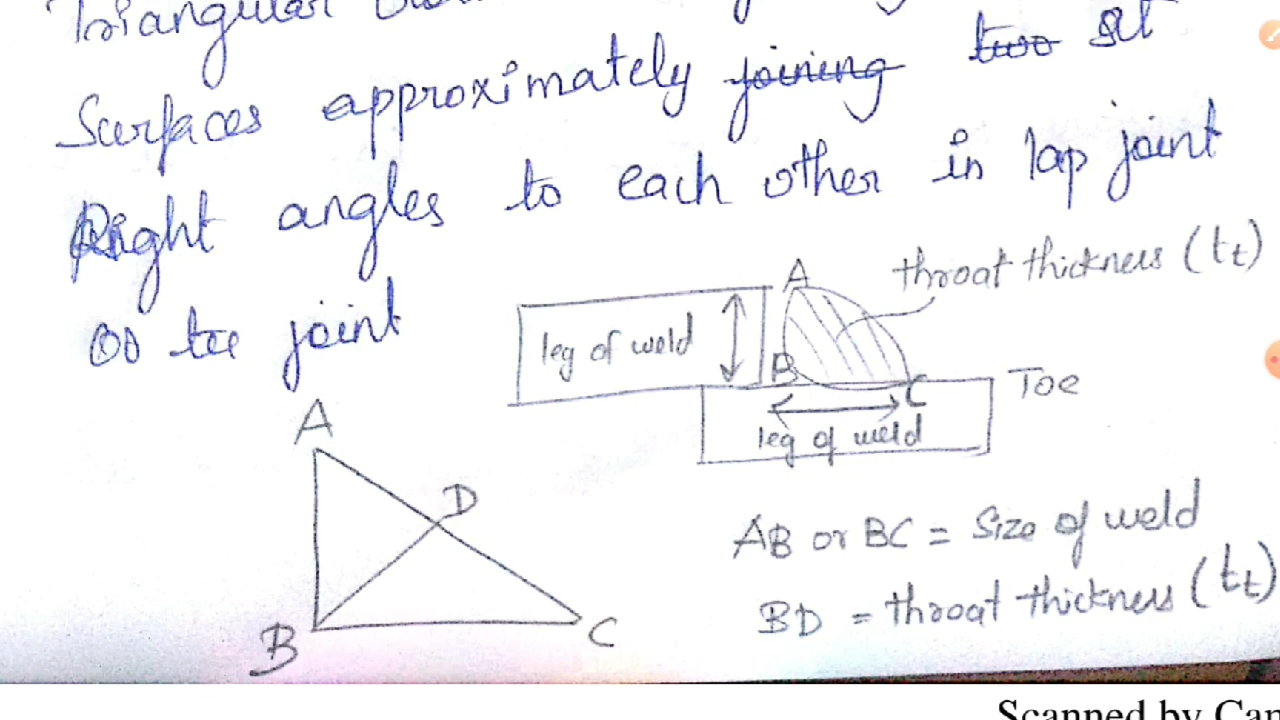 Triangular
Surfaces approximately joining two at
Right angles to each other in lap joint
or tee joint
throat thickness (tt)
A
leg of weld
B
C
Toe
leg of weld
A
D
B
C
AB or BC = Size of weld
BD = throat thickness (tt)
Scanned by Cam